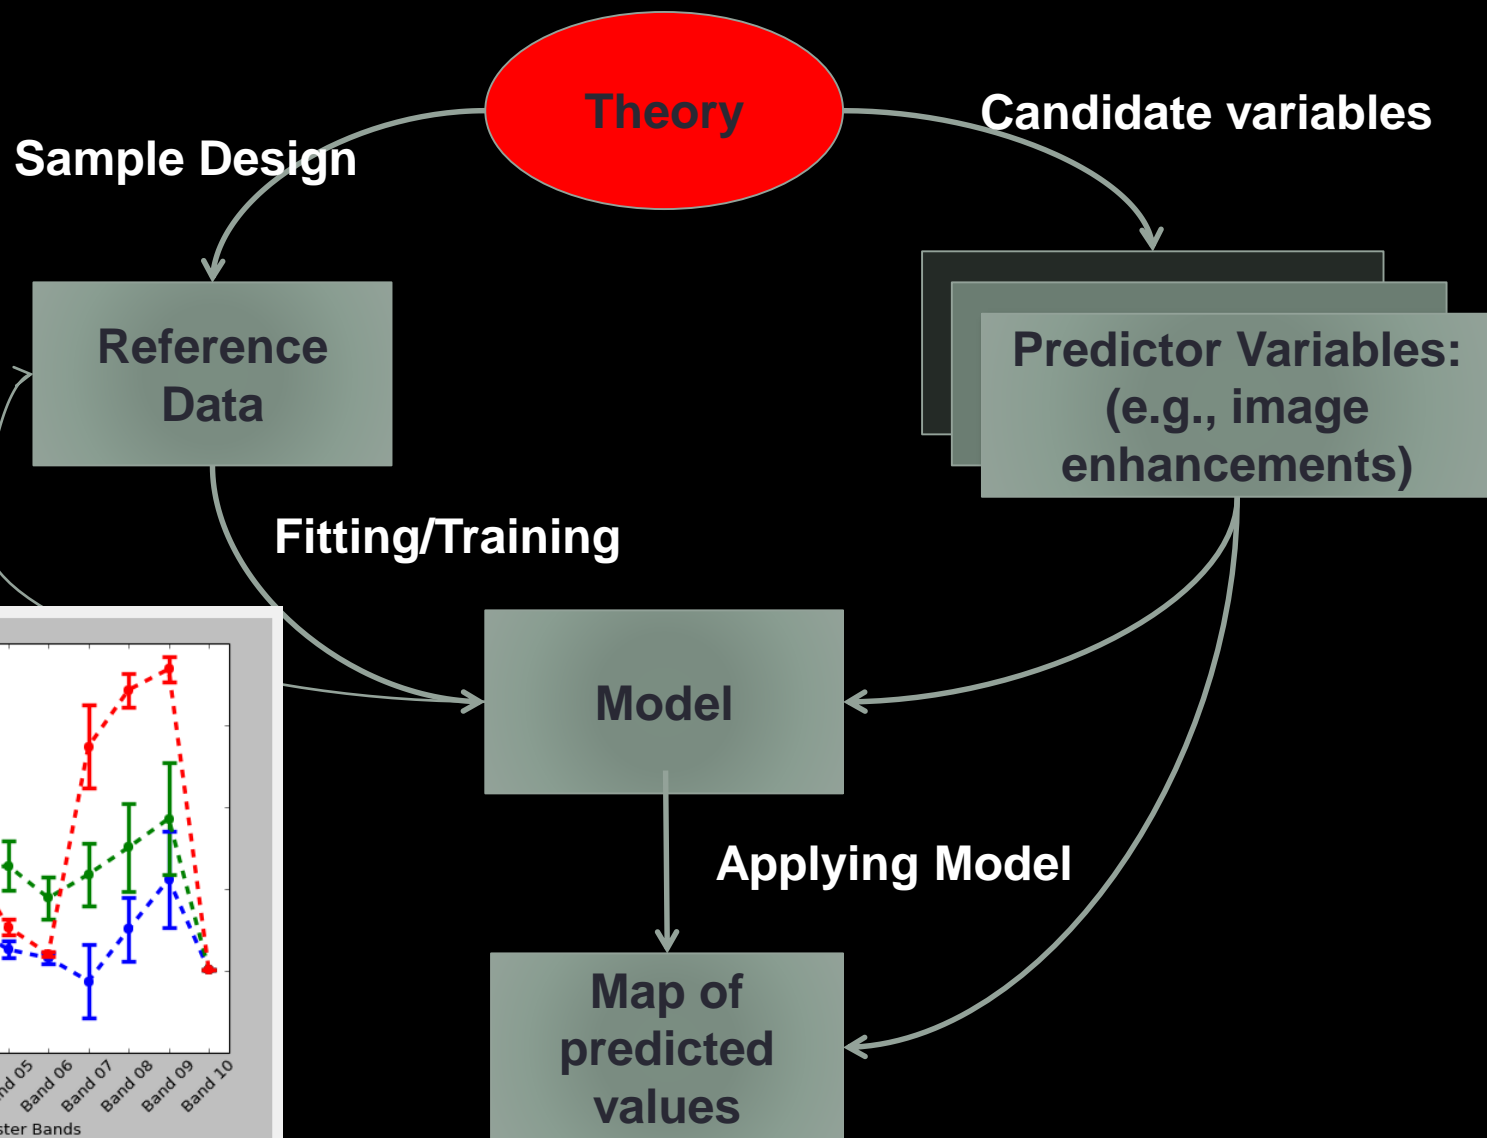 Theory
Candidate variables
Sample Design
Reference
Data
Predictor Variables:
(e.g., image
enhancements)
Fitting/Training
Model
Applying Model
Map of
predicted
values
Band 06
Band 07
Band 08
Band 09
Band 10
Bands